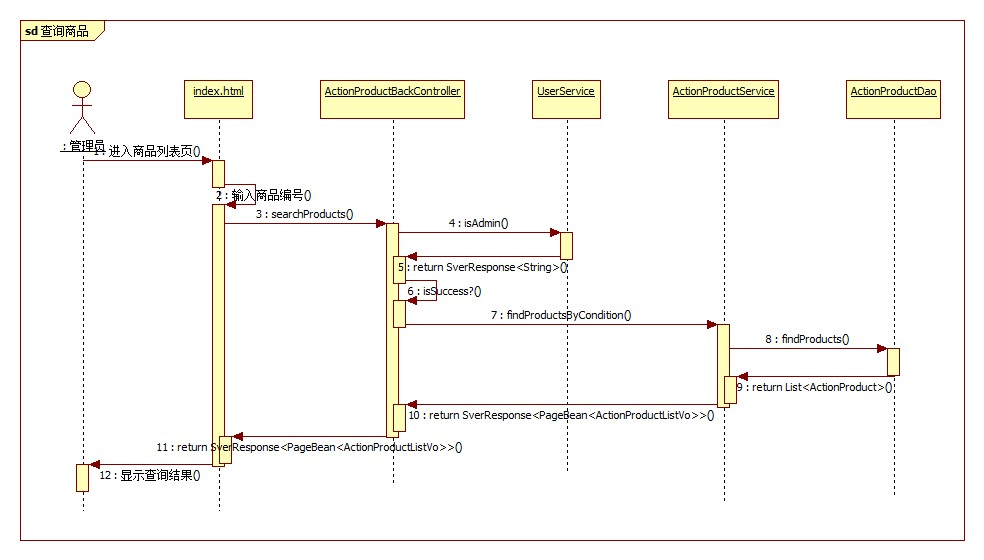 sd 查询商品
index.html
ActionProductBackController
UserService
ActionProductService
ActionProductDao
: 管理员
1 : 进入商品列表页()
2 : 输入商品编号()
3 : searchProducts()
4 : isAdmin()
5 : return SverResponse<String>()
6 : isSuccess?()
7 : findProductsByCondition()
8 : findProducts()
9 : return List<ActionProduct>()
10 : return SverResponse<PageBean<ActionProductListVo>>()
11 : return SverResponse<PageBean<ActionProductListVo>>()
12 : 显示查询结果()